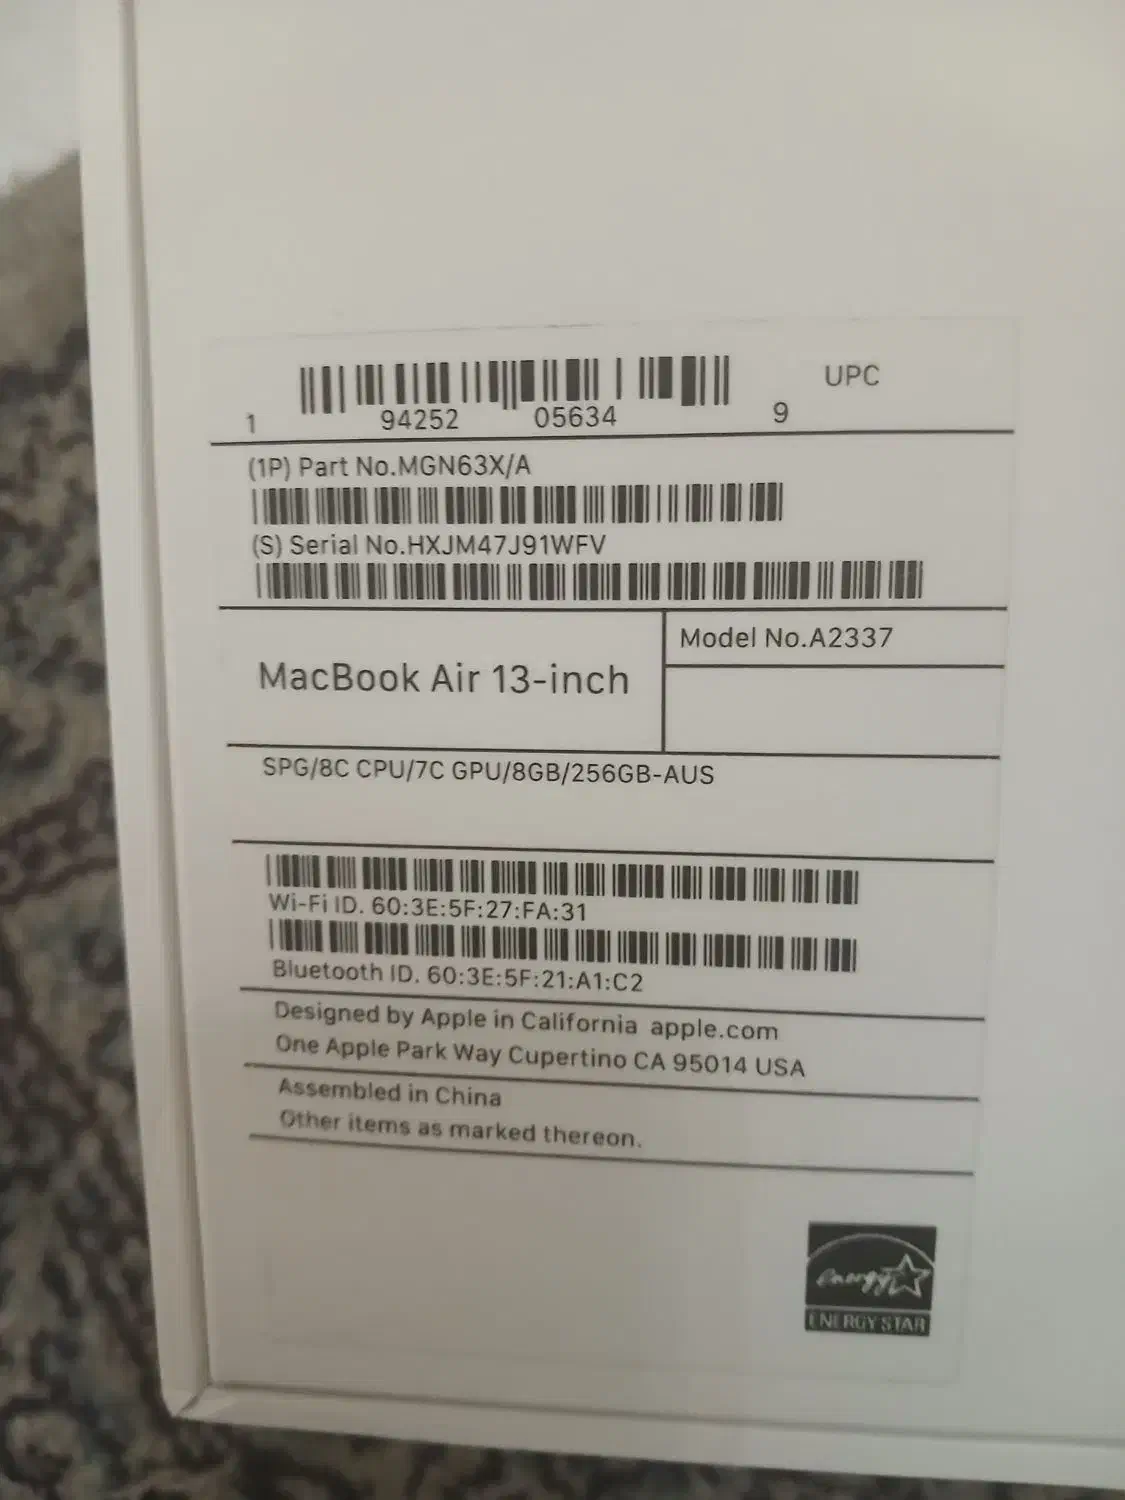 UPC
1 94252 05634 9
(1P) Part No.MGN63X/A
(S) Serial No.HXJM47J91WFV
MacBook Air 13-inch
Model No.A2337
SPG/8C CPU/7C GPU/8GB/256GB-AUS
Wi-Fi ID. 60:3E:5F:27:FA:31
Bluetooth ID. 60:3E:5F:21:A1:C2
Designed by Apple in California apple.com
One Apple Park Way Cupertino CA 95014 USA
Assembled in China
Other items as marked thereon.
energy
ENERGY STAR